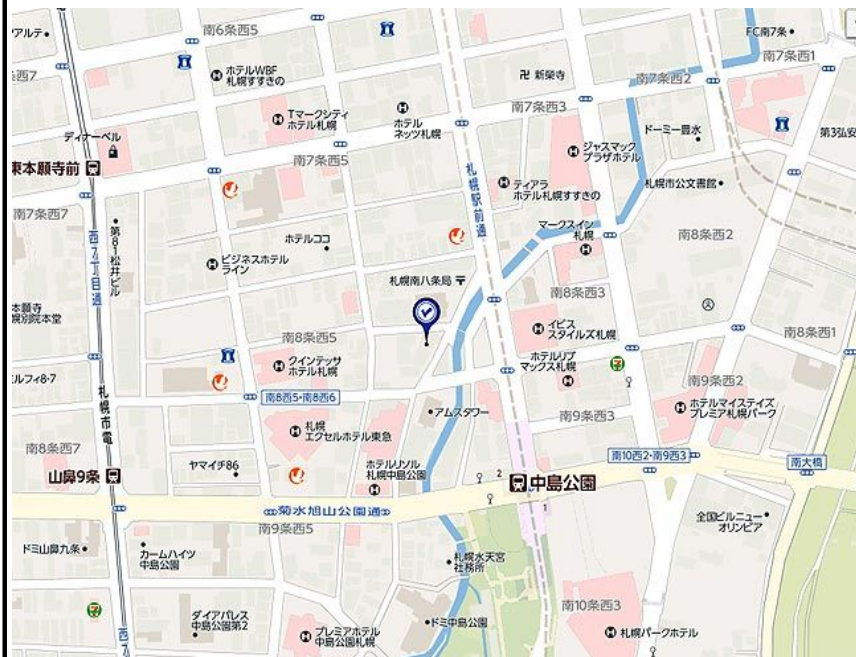 アルテ
南6条西5
FC南7条
南7条西1
西7
ホテルWBF
札幌すすきの
卍 新栄寺
南7条西2
Tマークシティ
ホテル札幌
ホテル
ネッツ札幌
南7条西3
ディナーベル
ジャスマック
プラザホテル
ドーミー豊水
第3弘安
東本願寺前
南7条西5
札幌駅前通
ティアラ
ホテル札幌すすきの
札幌市公文書館
南7条西7
西7丁目通
第81松井ビル
ホテルココ
マークスイン
札幌
南8条西2
ビジネスホテル
ライン
札幌南八条局 〒
南8条西3
本願寺
別院本堂
南8条西5
イビス
スタイルズ札幌
南8条西1
クインテッサ
ホテル札幌
ホテルリブ
マックス札幌
ルフィ8-7
南8西5・南8西6
南9条西2
ホテルマイステイズ
プレミア札幌パーク
札幌市電
アムスタワー
南9条西3
札幌
エクセルホテル東急
南8条西7
ヤマイチ86
ホテルリソル
札幌中島公園
南10西2・南9西3
南大橋
山鼻9条
2
中島公園
菊水旭山公園通
1
南9条西5
全国ビルニュー
オリンピア
ドミ山鼻九条
カームハイツ
中島公園
札幌水天宮
社務所
南10条西3
ダイアパレス
中島公園第2
プレミアホテル
中島公園札幌
ドミ中島公園
札幌パークホテル